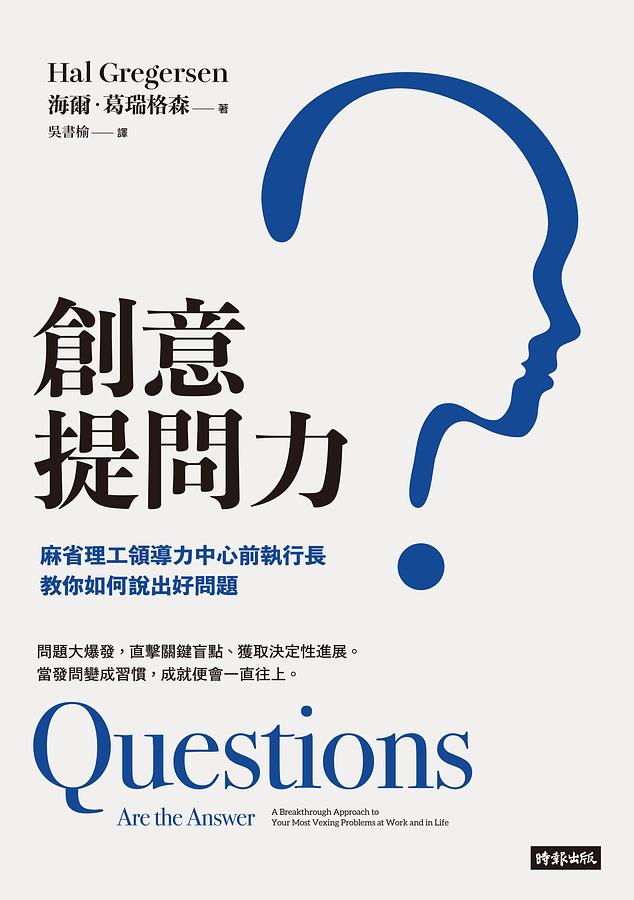 Hal Gregersen
海爾·葛瑞格森——著
吳書榆——譯
創意
提問力
麻省理工領導力中心前執行長
教你如何說出好問題
問題大爆發，直擊關鍵盲點、獲取決定性進展。
當發問變成習慣，成就便會一直往上。
Questions
Are the Answer
A Breakthrough Approach to
Your Most Vexing Problems at Work and in Life
時報出版